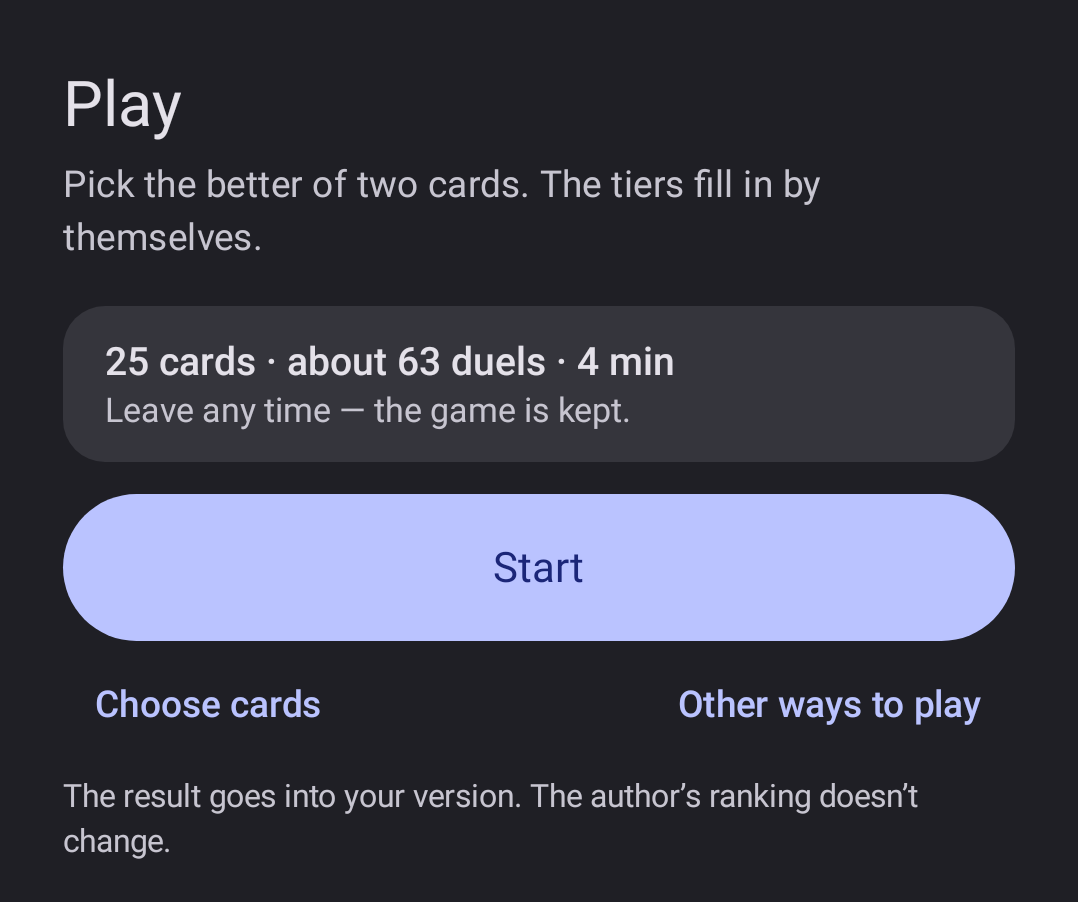 Play
Pick the better of two cards. The tiers fill in by
themselves.
25 cards · about 63 duels · 4 min
Leave any time — the game is kept.
Start
Choose cards
Other ways to play
The result goes into your version. The author’s ranking doesn’t
change.